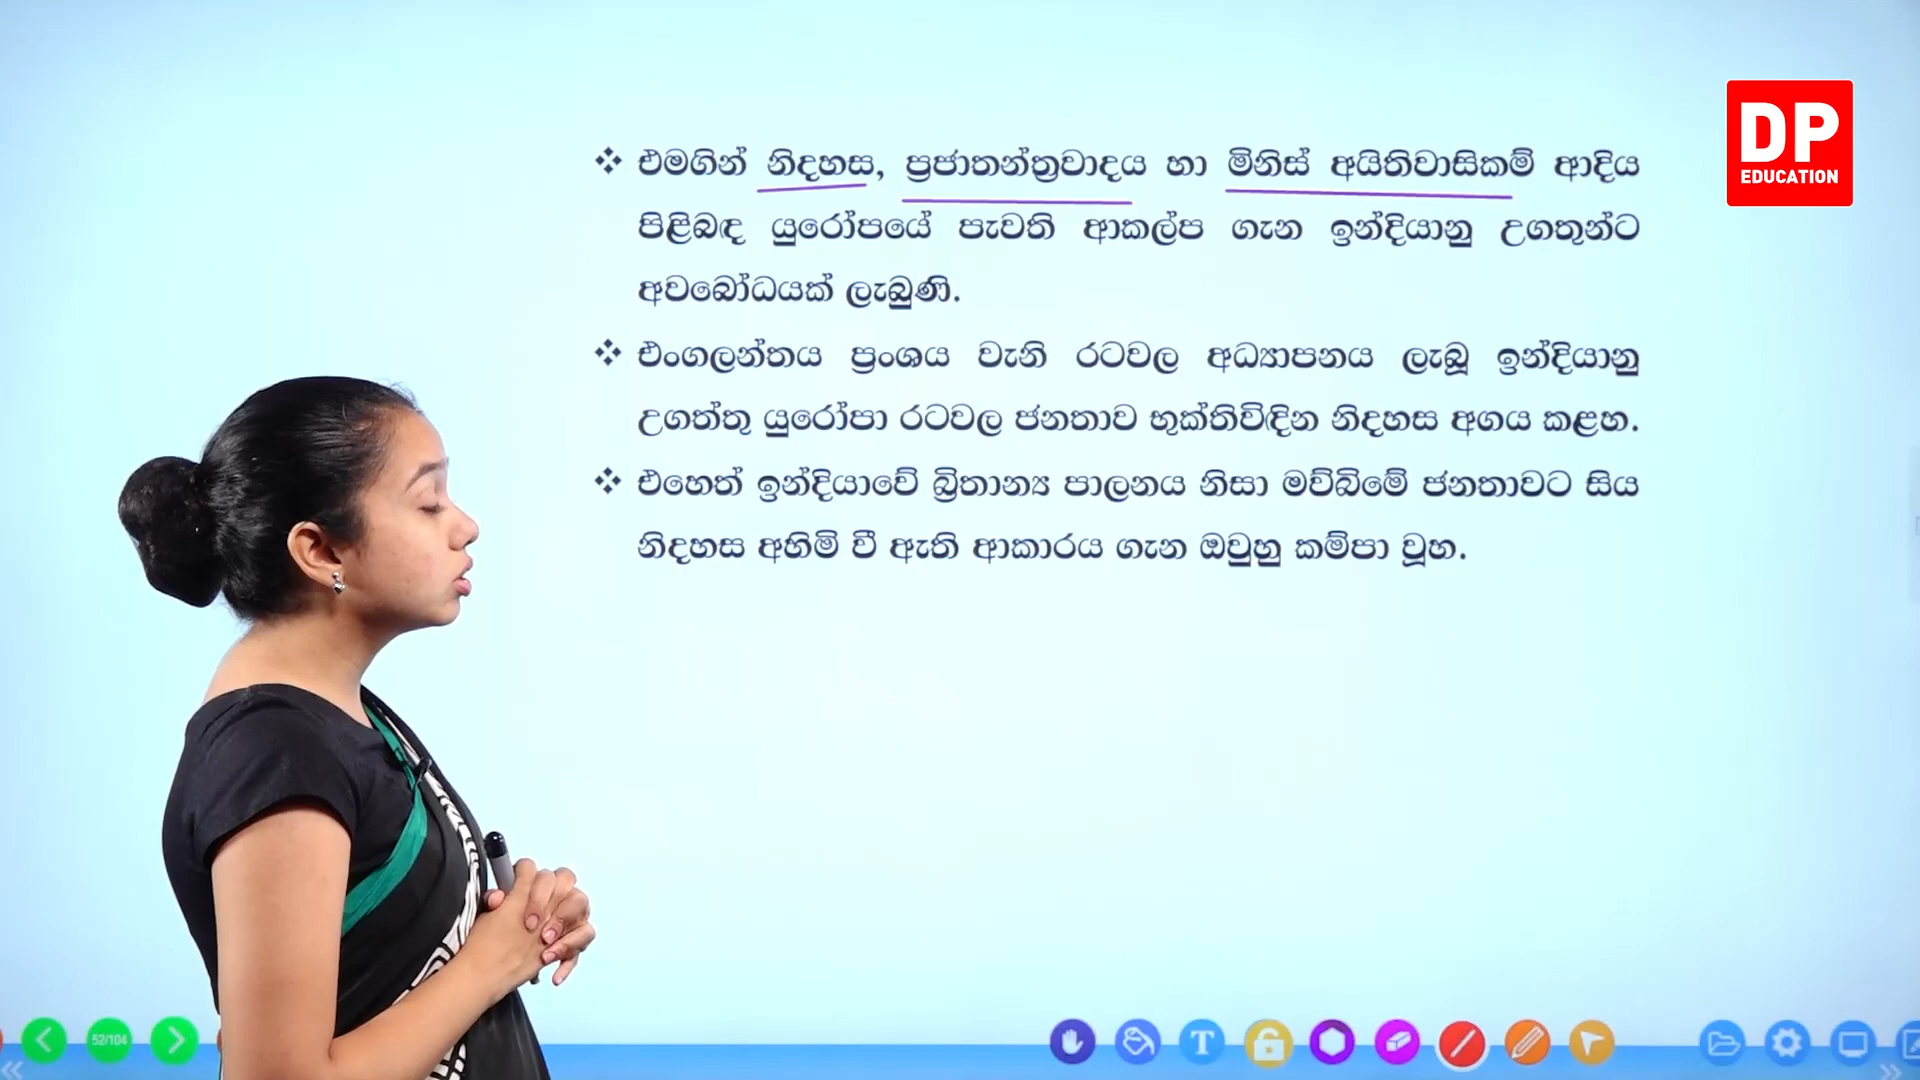 DP
EDUCATION
❖ එමගින් නිදහස, ප්‍රජාතන්ත්‍රවාදය හා මිනිස් අයිතිවාසිකම් ආදිය
පිළිබඳ යුරෝපයේ පැවති ආකල්ප ගැන ඉන්දියානු උගතුන්ට
අවබෝධයක් ලැබුණි.
❖ එංගලන්තය ප්‍රංශය වැනි රටවල අධ්‍යාපනය ලැබූ ඉන්දියානු
උගත්තු යුරෝපා රටවල ජනතාව භුක්තිවිඳින නිදහස අගය කළහ.
❖ එහෙත් ඉන්දියාවේ බ්‍රිතාන්‍ය පාලනය නිසා මව්බිමේ ජනතාවට සිය
නිදහස අහිමි වී ඇති ආකාරය ගැන ඔවුහු කම්පා වූහ.
52/104
T